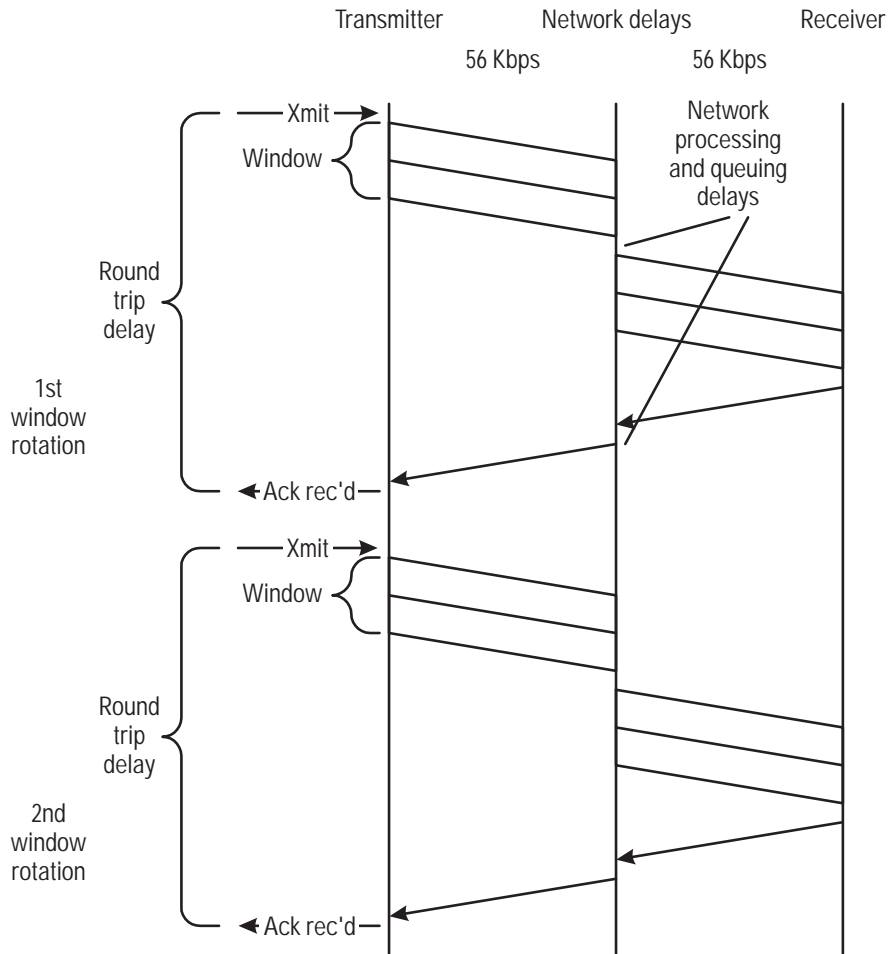 Transmitter
Network delays
Receiver
56 Kbps
56 Kbps
Xmit
Window
Network
processing
and queuing
delays
Round
trip
delay
1st
window
rotation
Ack rec'd
Xmit
Window
Round
trip
delay
2nd
window
rotation
Ack rec'd